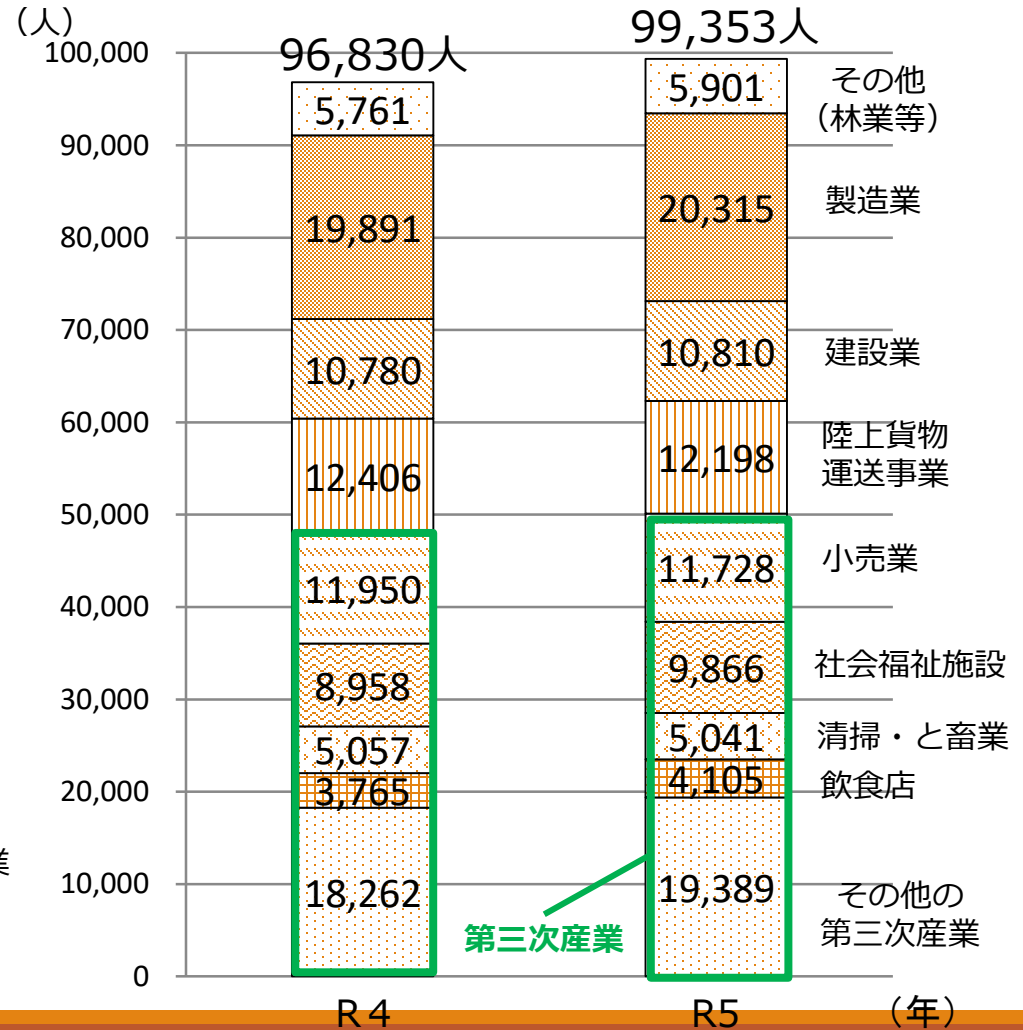 （人）
96,830人
99,353人
100,000
90,000
80,000
70,000
60,000
50,000
40,000
30,000
20,000
10,000
0
5,761
19,891
10,780
12,406
11,950
8,958
5,057
3,765
18,262
5,901
20,315
10,810
12,198
11,728
9,866
5,041
4,105
19,389
その他
（林業等）
製造業
建設業
陸上貨物
運送事業
小売業
社会福祉施設
清掃・と畜業
飲食店
その他の
第三次産業
第三次産業
業
R４
R5
（年）